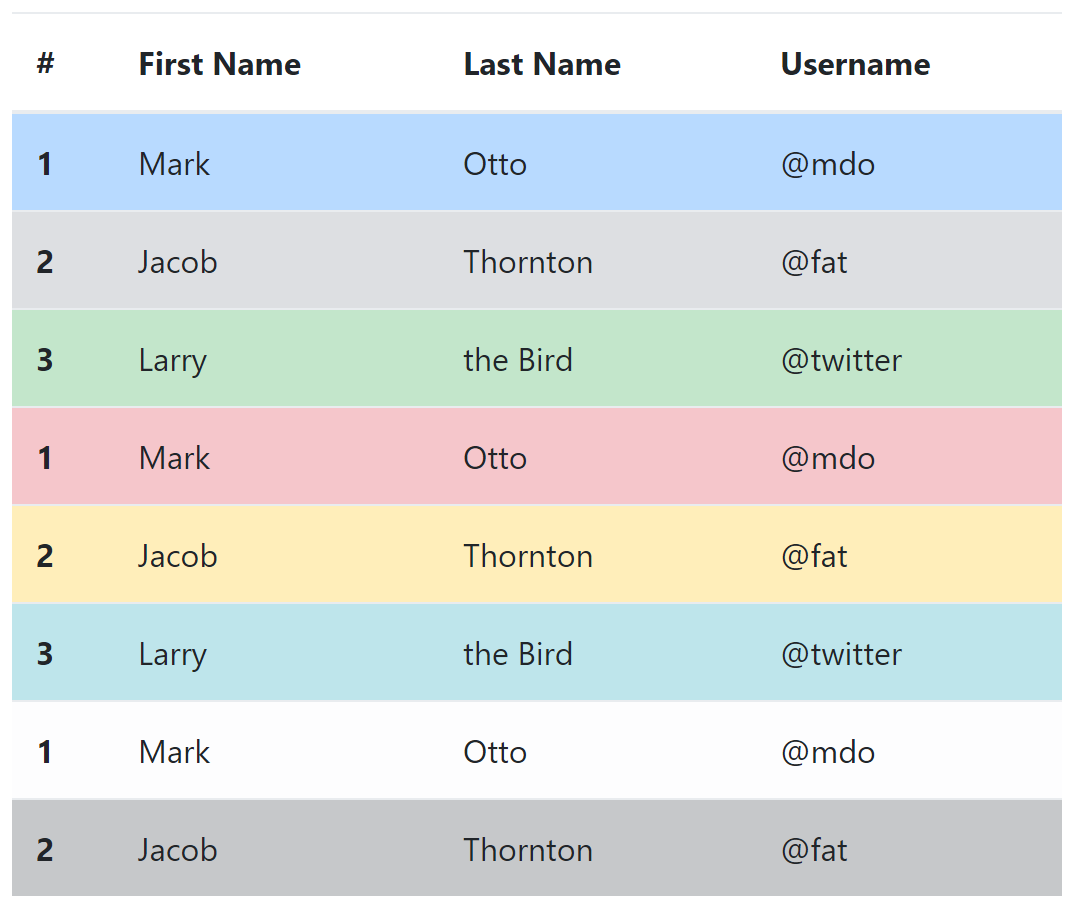 # First Name Last Name Username
1 Mark Otto @mdo
2 Jacob Thornton @fat
3 Larry the Bird @twitter
1 Mark Otto @mdo
2 Jacob Thornton @fat
3 Larry the Bird @twitter
1 Mark Otto @mdo
2 Jacob Thornton @fat